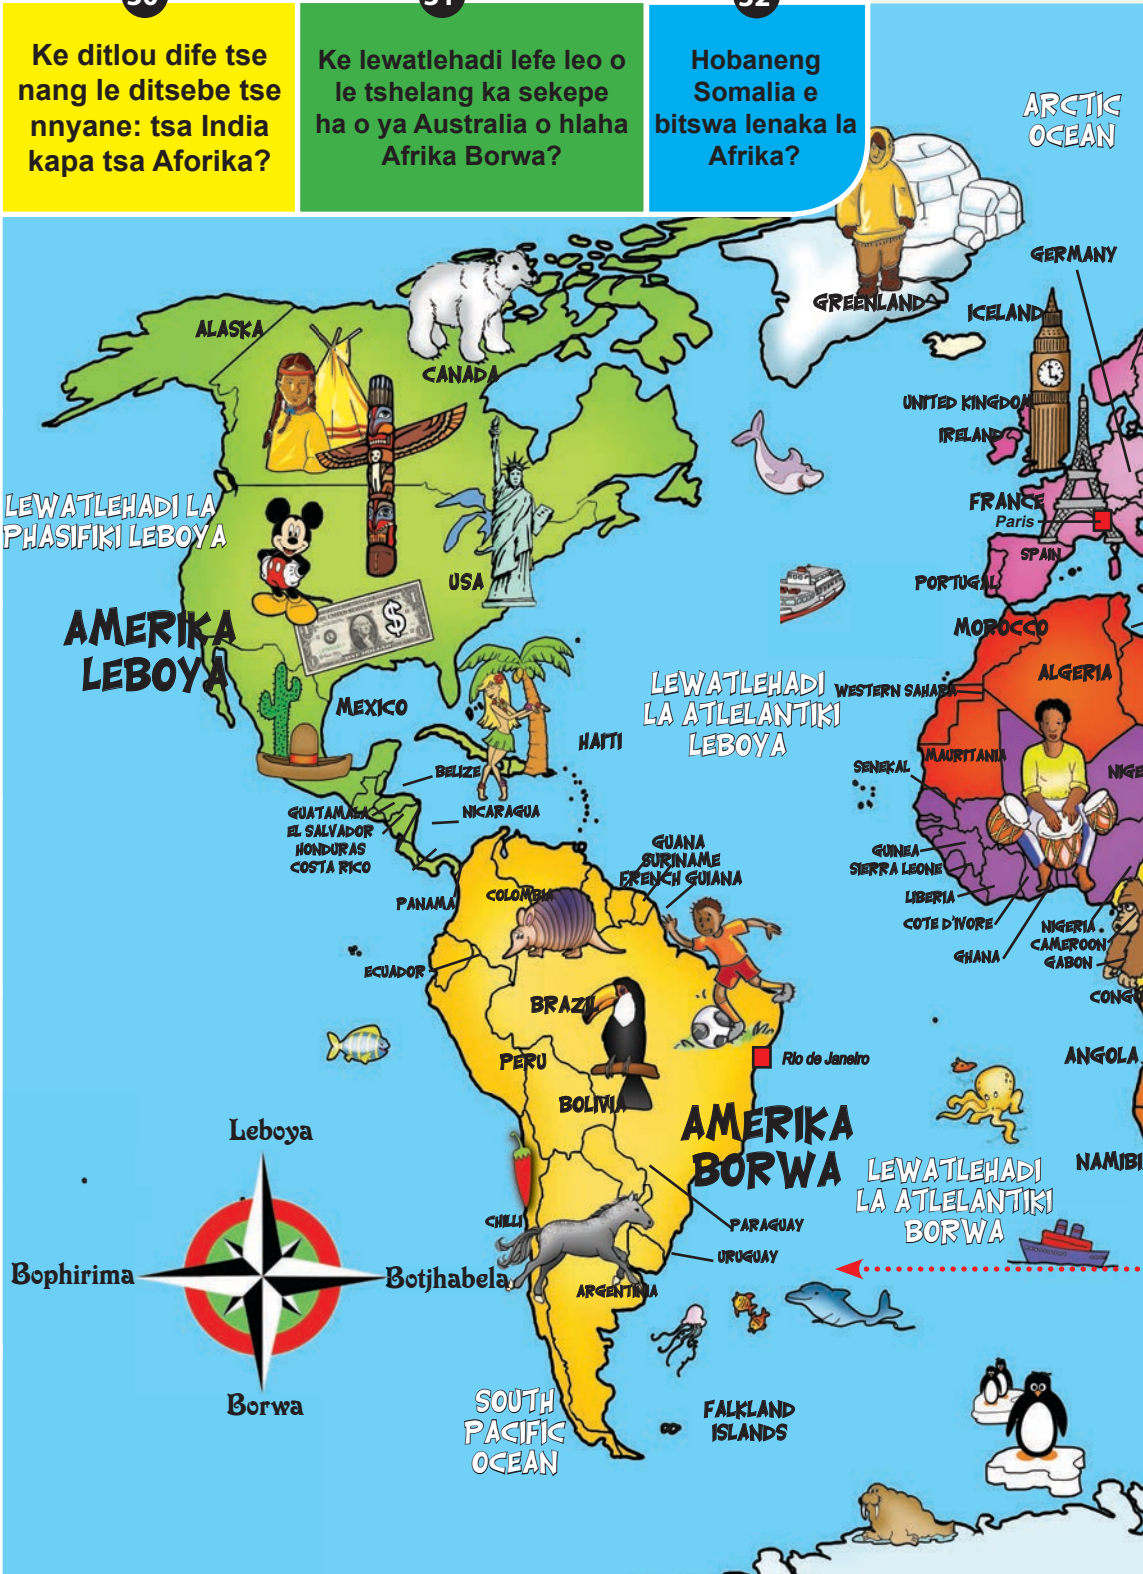 Ke ditlou dife tse
nang le ditsebe tse
nnyane: tsa India
kapa tsa Aforika?
Ke lewatlehadi lefe leo o
le tshelang ka sekepe
ha o ya Australia o hlaha
Afrika Borwa?
32
Hobaneng
Somalia e
bitswa lenaka la
Afrika?
ARCTIC
OCEAN
GERMANY
GREENLAND
ICELAND
ALASKA
CANADA
UNITED KINGDOM
IRELAND
LEWATLEHADI LA
PHASIFIKI LEBOYA
FRANCE
Paris
SPAIN
USA
PORTUGAL
$
AMERIKA
LEBOYA
MOROCCO
ALGERIA
LEWATLEHADI
LA ATLELANTIKI
LEBOYA
WESTERN SAHARA
MEXICO
HAITI
MAURITANIA
SENEKAL
NIGE
BELIZE
GUATAMALA
EL SALVADOR
HONDURAS
COSTA RICO
NICARAGUA
GUANA
SURINAME
FRENCH GUIANA
GUINEA
SIERRA LEONE
LIBERIA
COTE D'IVORE
GHANA
NIGERIA
CAMEROON
GABON
CONGO
PANAMA
COLOMBIA
ECUADOR
BRAZIL
PERU
Rio de Janeiro
ANGOLA
BOLIVIA
AMERIKA
BORWA
LEWATLEHADI
LA ATLELANTIKI
BORWA
NAMIBI
Leboya
Bophirima
Botjhabela
Borwa
CHILLI
PARAGUAY
URUGUAY
ARGENTINIA
SOUTH
PACIFIC
OCEAN
FALKLAND
ISLANDS